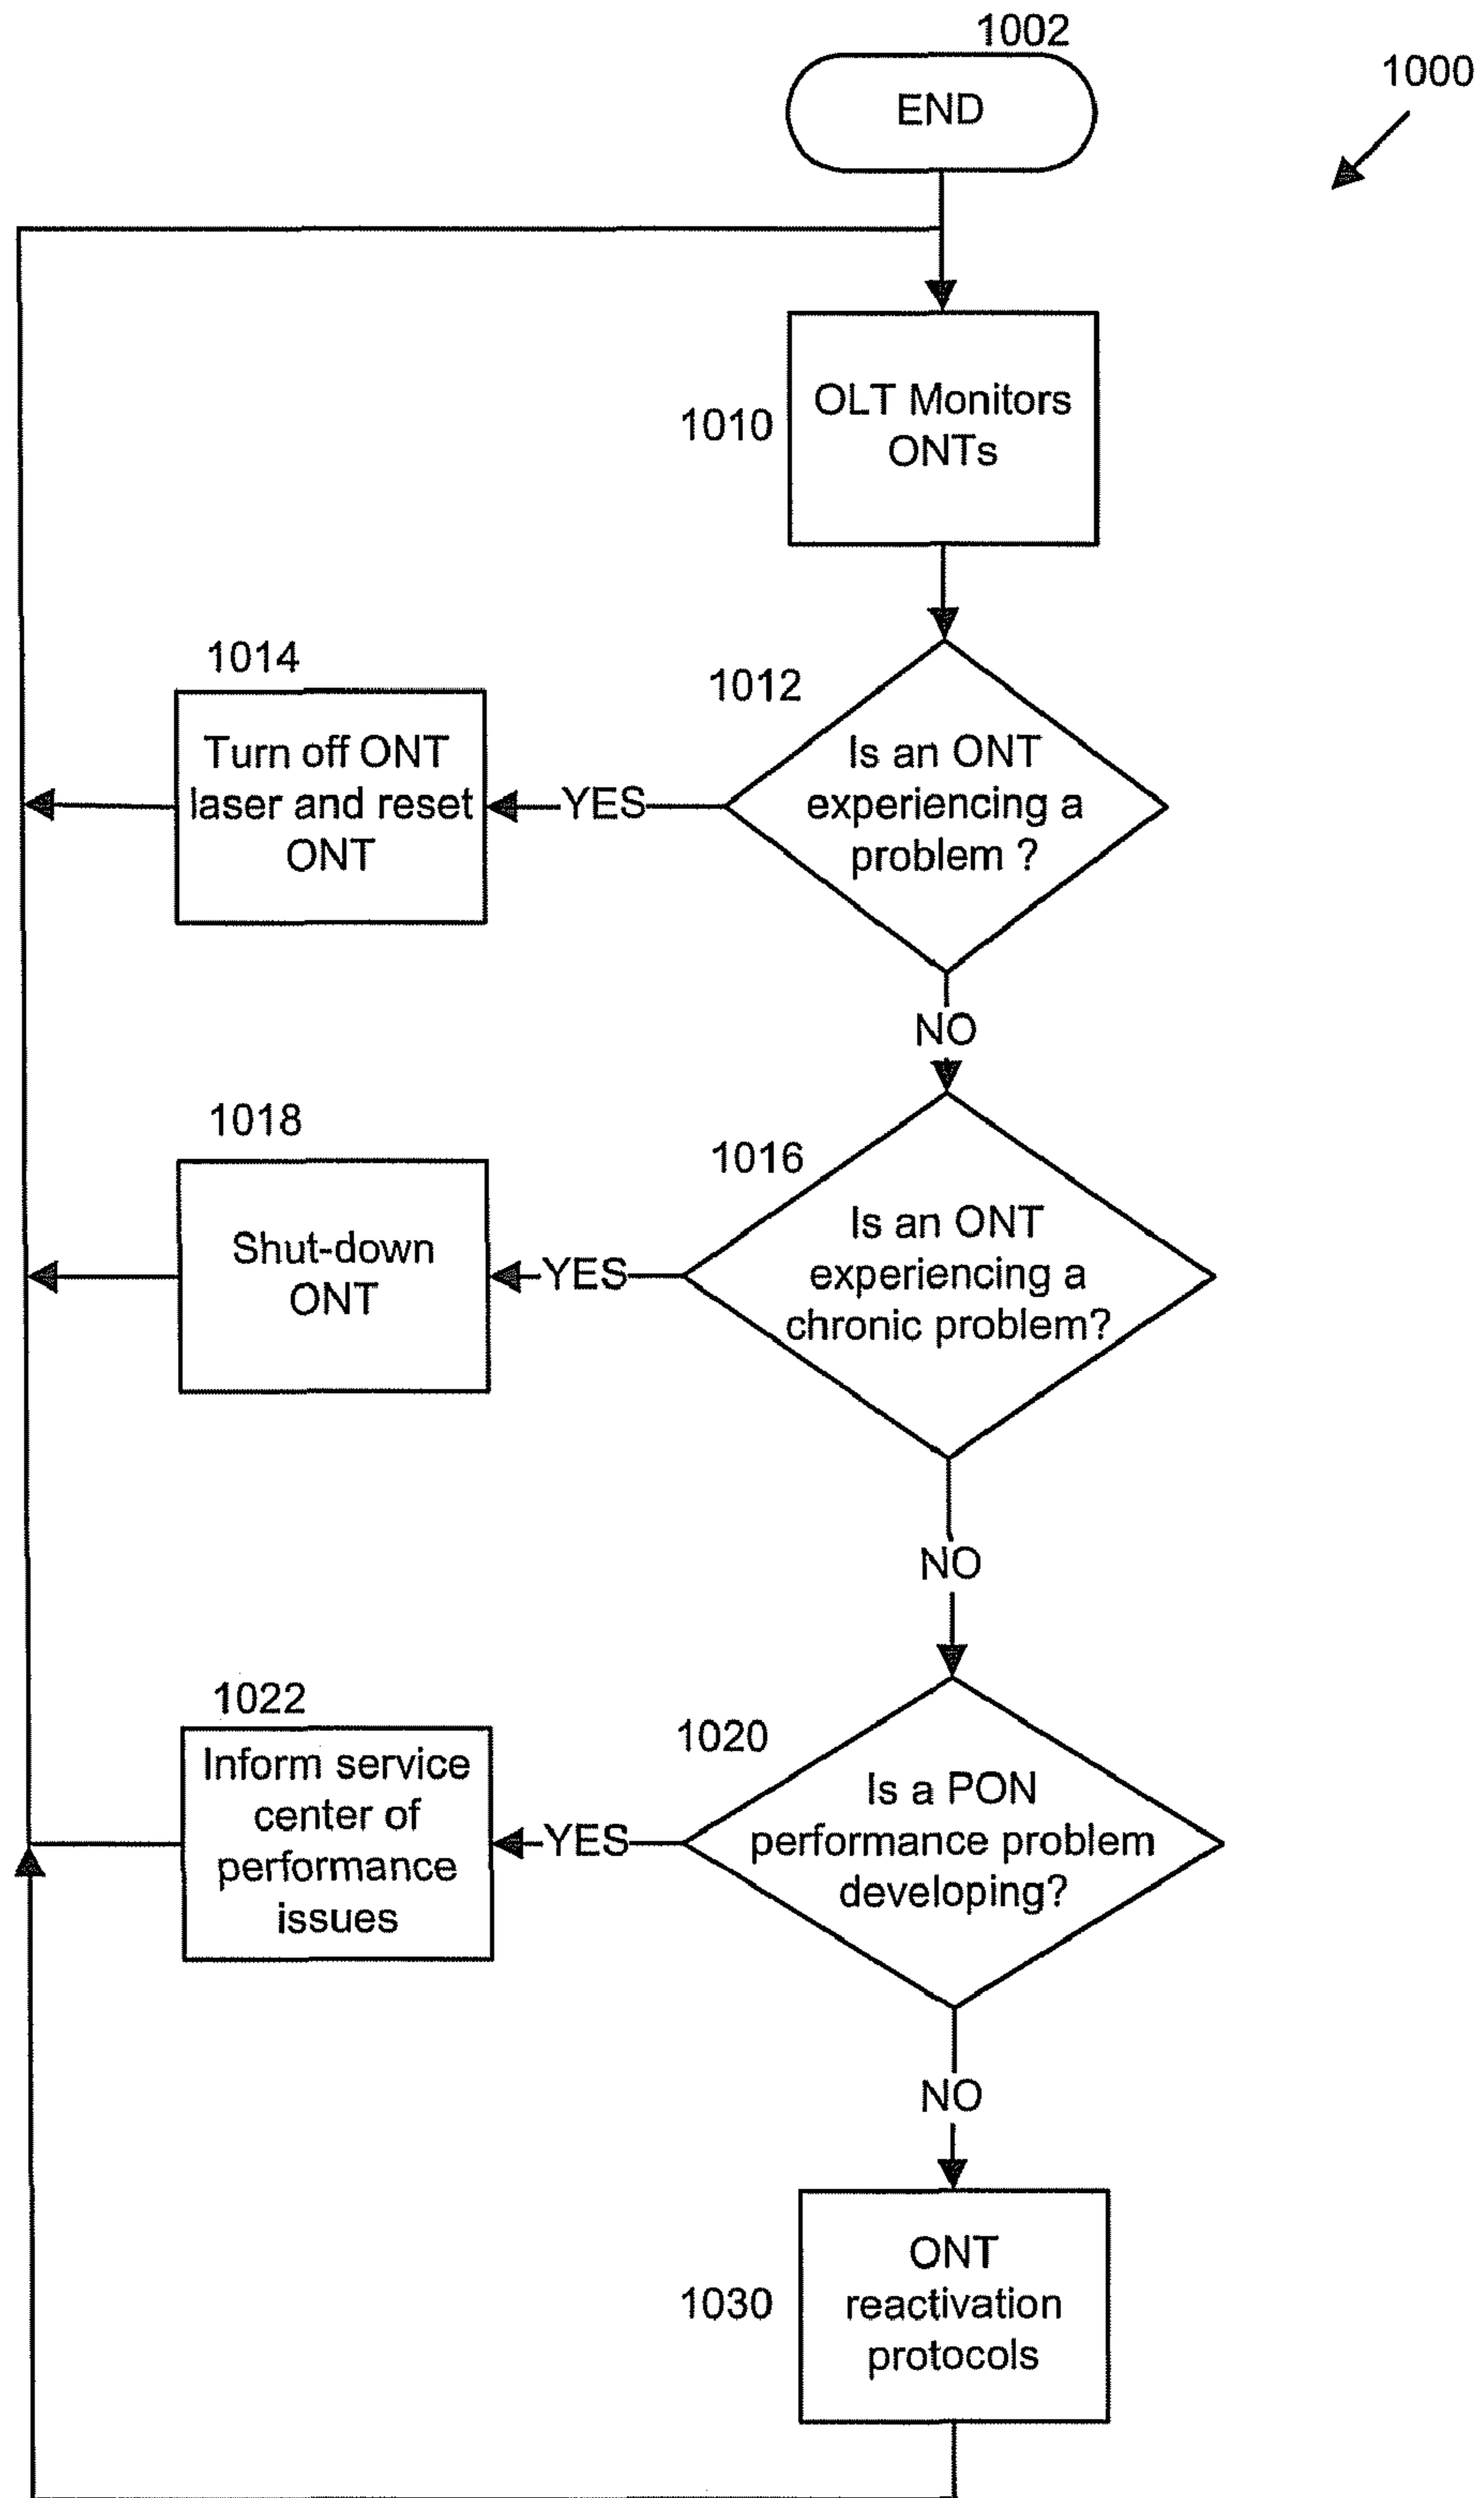 1002
END
1000
OLT Monitors
ONTs
1010
1014
Turn off ONT
laser and reset
ONT
1012
Is an ONT
experiencing a
problem ?
YES
NO
1018
Shut-down
ONT
1016
Is an ONT
experiencing a
chronic problem?
YES
NO
1022
Inform service
center of
performance
issues
1020
Is a PON
performance problem
developing?
YES
NO
ONT
reactivation
protocols
1030